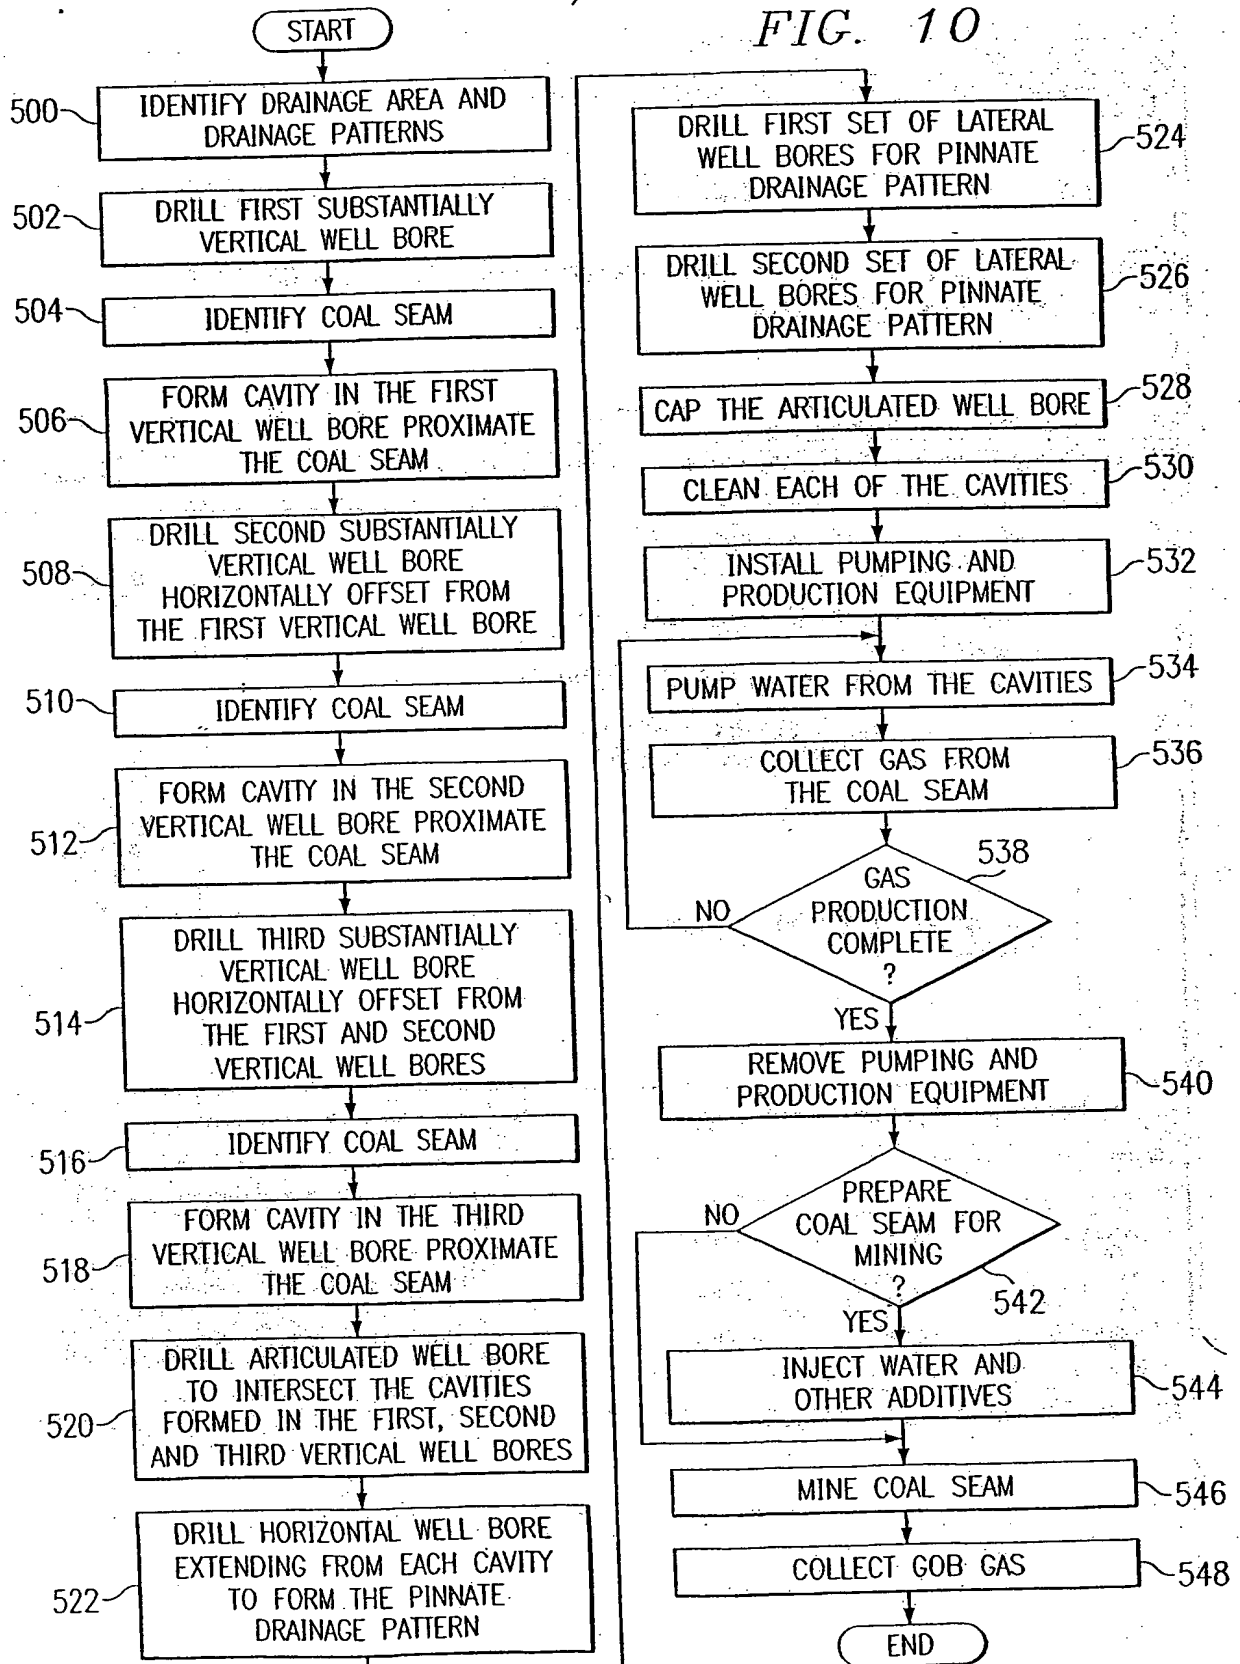 FIG. 10
START
500
IDENTIFY DRAINAGE AREA AND
DRAINAGE PATTERNS
502
DRILL FIRST SUBSTANTIALLY
VERTICAL WELL BORE
504
IDENTIFY COAL SEAM
506
FORM CAVITY IN THE FIRST
VERTICAL WELL BORE PROXIMATE
THE COAL SEAM
508
DRILL SECOND SUBSTANTIALLY
VERTICAL WELL BORE
HORIZONTALLY OFFSET FROM
THE FIRST VERTICAL WELL BORE
510
IDENTIFY COAL SEAM
512
FORM CAVITY IN THE SECOND
VERTICAL WELL BORE PROXIMATE
THE COAL SEAM
514
DRILL THIRD SUBSTANTIALLY
VERTICAL WELL BORE
HORIZONTALLY OFFSET FROM
THE FIRST AND SECOND
VERTICAL WELL BORES
516
IDENTIFY COAL SEAM
518
FORM CAVITY IN THE THIRD
VERTICAL WELL BORE PROXIMATE
THE COAL SEAM
520
DRILL ARTICULATED WELL BORE
TO INTERSECT THE CAVITIES
FORMED IN THE FIRST, SECOND
AND THIRD VERTICAL WELL BORES
522
DRILL HORIZONTAL WELL BORE
EXTENDING FROM EACH CAVITY
TO FORM THE PINNATE
DRAINAGE PATTERN
DRILL FIRST SET OF LATERAL
WELL BORES FOR PINNATE
DRAINAGE PATTERN
524
DRILL SECOND SET OF LATERAL
WELL BORES FOR PINNATE
DRAINAGE PATTERN
526
CAP THE ARTICULATED WELL BORE
528
CLEAN EACH OF THE CAVITIES
530
INSTALL PUMPING AND
PRODUCTION EQUIPMENT
532
PUMP WATER FROM THE CAVITIES
534
COLLECT GAS FROM
THE COAL SEAM
536
538
GAS
PRODUCTION
COMPLETE
?
NO
YES
REMOVE PUMPING AND
PRODUCTION EQUIPMENT
540
PREPARE
COAL SEAM FOR
MINING
?
NO
542
YES
INJECT WATER AND
OTHER ADDITIVES
544
MINE COAL SEAM
546
COLLECT GOB GAS
548
END